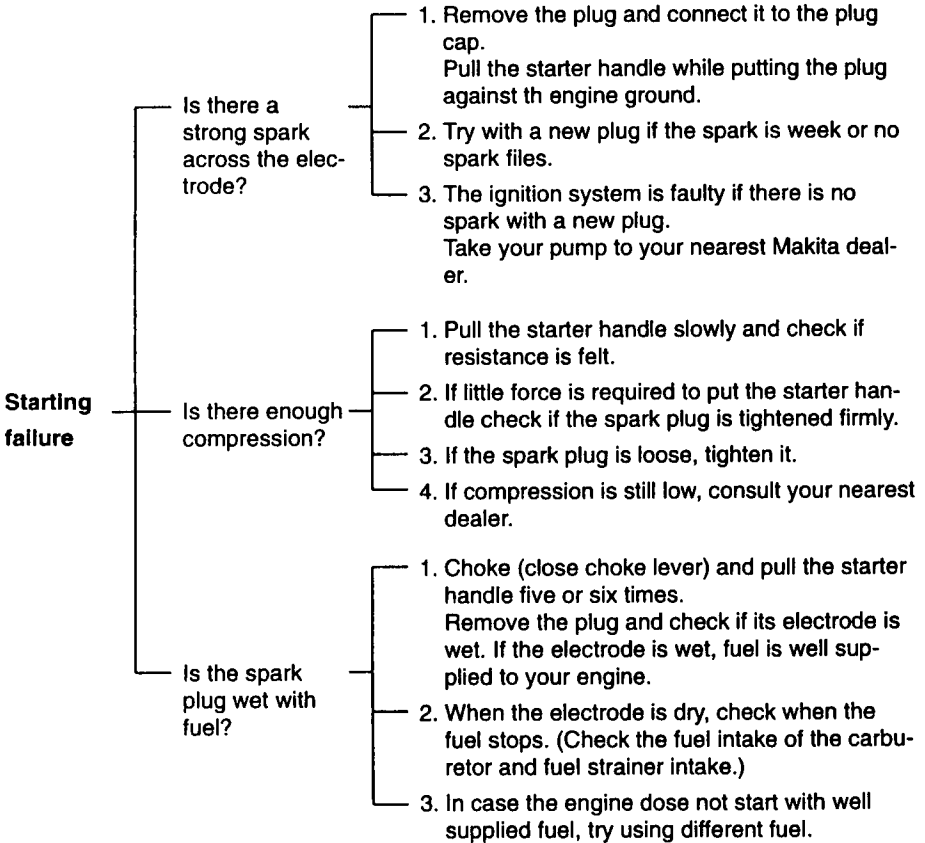 Starting
failure
Is there a
strong spark
across the elec-
trode?
1. Remove the plug and connect it to the plug
cap.
Pull the starter handle while putting the plug
against th engine ground.
2. Try with a new plug if the spark is week or no
spark files.
3. The ignition system is faulty if there is no
spark with a new plug.
Take your pump to your nearest Makita deal-
er.
Is there enough
compression?
1. Pull the starter handle slowly and check if
resistance is felt.
2. If little force is required to put the starter han-
dle check if the spark plug is tightened firmly.
3. If the spark plug is loose, tighten it.
4. If compression is still low, consult your nearest
dealer.
Is the spark
plug wet with
fuel?
1. Choke (close choke lever) and pull the starter
handle five or six times.
Remove the plug and check if its electrode is
wet. If the electrode is wet, fuel is well sup-
plied to your engine.
2. When the electrode is dry, check when the
fuel stops. (Check the fuel intake of the carbu-
retor and fuel strainer intake.)
3. In case the engine dose not start with well
supplied fuel, try using different fuel.